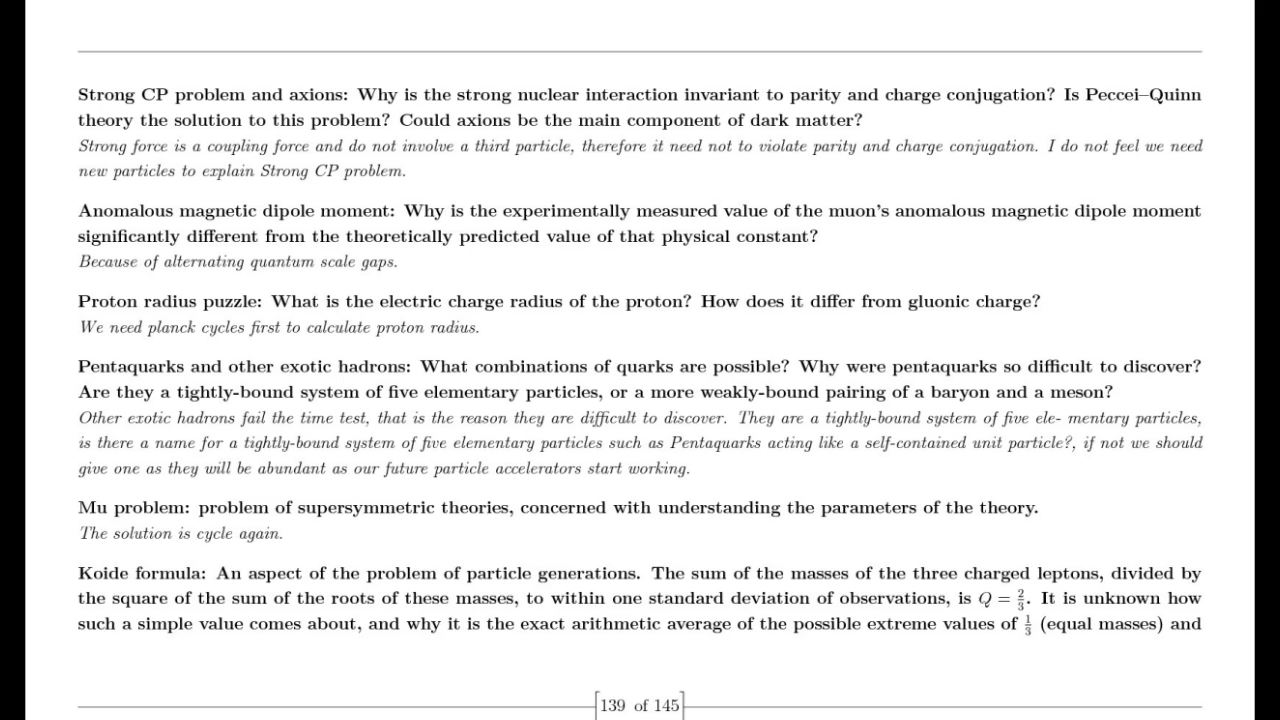 Strong CP problem and axions: Why is the strong nuclear interaction invariant to parity and charge conjugation? Is Peccei–Quinn
theory the solution to this problem? Could axions be the main component of dark matter?
Strong force is a coupling force and do not involve a third particle, therefore it need not to violate parity and charge conjugation. I do not feel we need
new particles to explain Strong CP problem.
Anomalous magnetic dipole moment: Why is the experimentally measured value of the muon's anomalous magnetic dipole moment
significantly different from the theoretically predicted value of that physical constant?
Because of alternating quantum scale gaps.
Proton radius puzzle: What is the electric charge radius of the proton? How does it differ from gluonic charge?
We need planck cycles first to calculate proton radius.
Pentaquarks and other exotic hadrons: What combinations of quarks are possible? Why were pentaquarks so difficult to discover?
Are they a tightly-bound system of five elementary particles, or a more weakly-bound pairing of a baryon and a meson?
Other exotic hadrons fail the time test, that is the reason they are difficult to discover. They are a tightly-bound system of five ele- mentary particles,
is there a name for a tightly-bound system of five elementary particles such as Pentaquarks acting like a self-contained unit particle?, if not we should
give one as they will be abundant as our future particle accelerators start working.
Mu problem: problem of supersymmetric theories, concerned with understanding the parameters of the theory.
The solution is cycle again.
Koide formula: An aspect of the problem of particle generations. The sum of the masses of the three charged leptons, divided by
the square of the sum of the roots of these masses, to within one standard deviation of observations, is Q = 2/3. It is unknown how
such a simple value comes about, and why it is the exact arithmetic average of the possible extreme values of 1/3 (equal masses) and
139 of 145